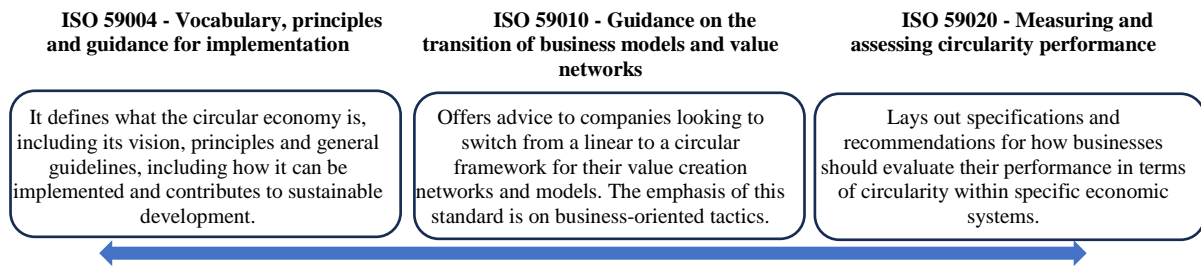 ISO 59004 - Vocabulary, principles
and guidance for implementation
It defines what the circular economy is,
including its vision, principles and general
guidelines, including how it can be
implemented and contributes to sustainable
development.
ISO 59010 - Guidance on the
transition of business models and value
networks
Offers advice to companies looking to
switch from a linear to a circular
framework for their value creation
networks and models. The emphasis of this
standard is on business-oriented tactics.
ISO 59020 - Measuring and
assessing circularity performance
Lays out specifications and
recommendations for how businesses
should evaluate their performance in terms
of circularity within specific economic
systems.